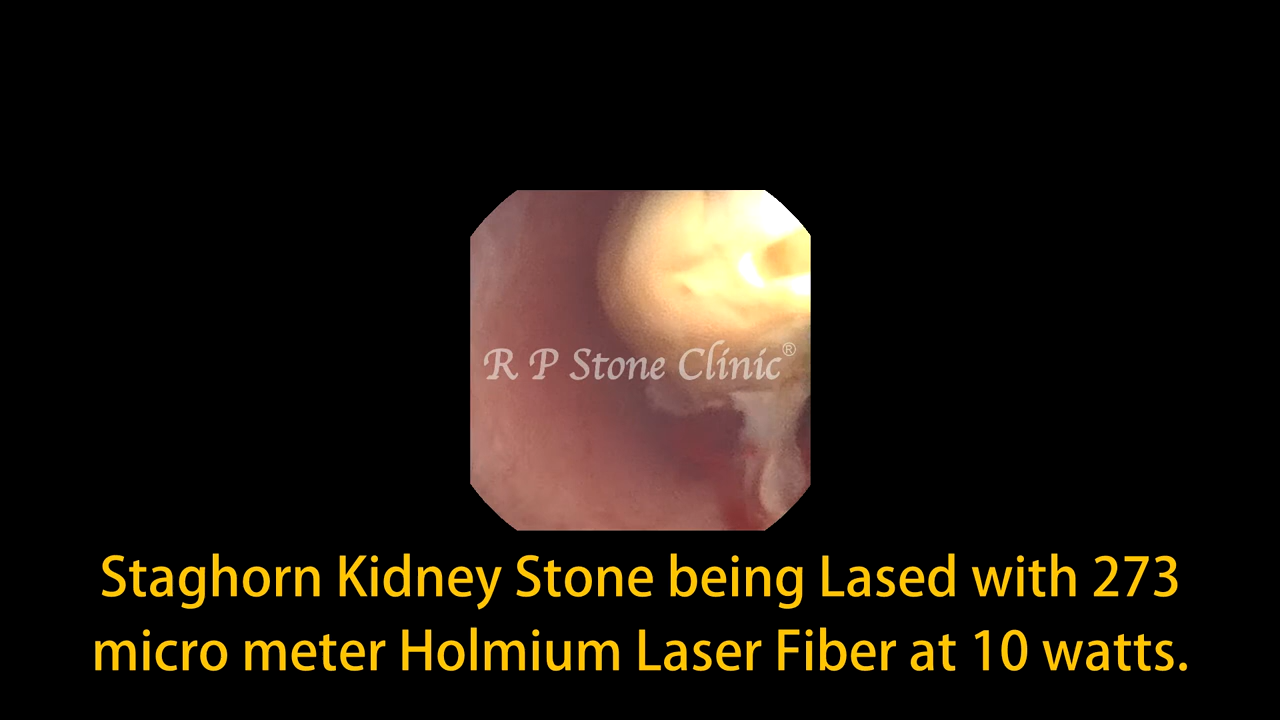 R P Stone Clinic®
Staghorn Kidney Stone being Lased with 273
micro meter Holmium Laser Fiber at 10 watts.